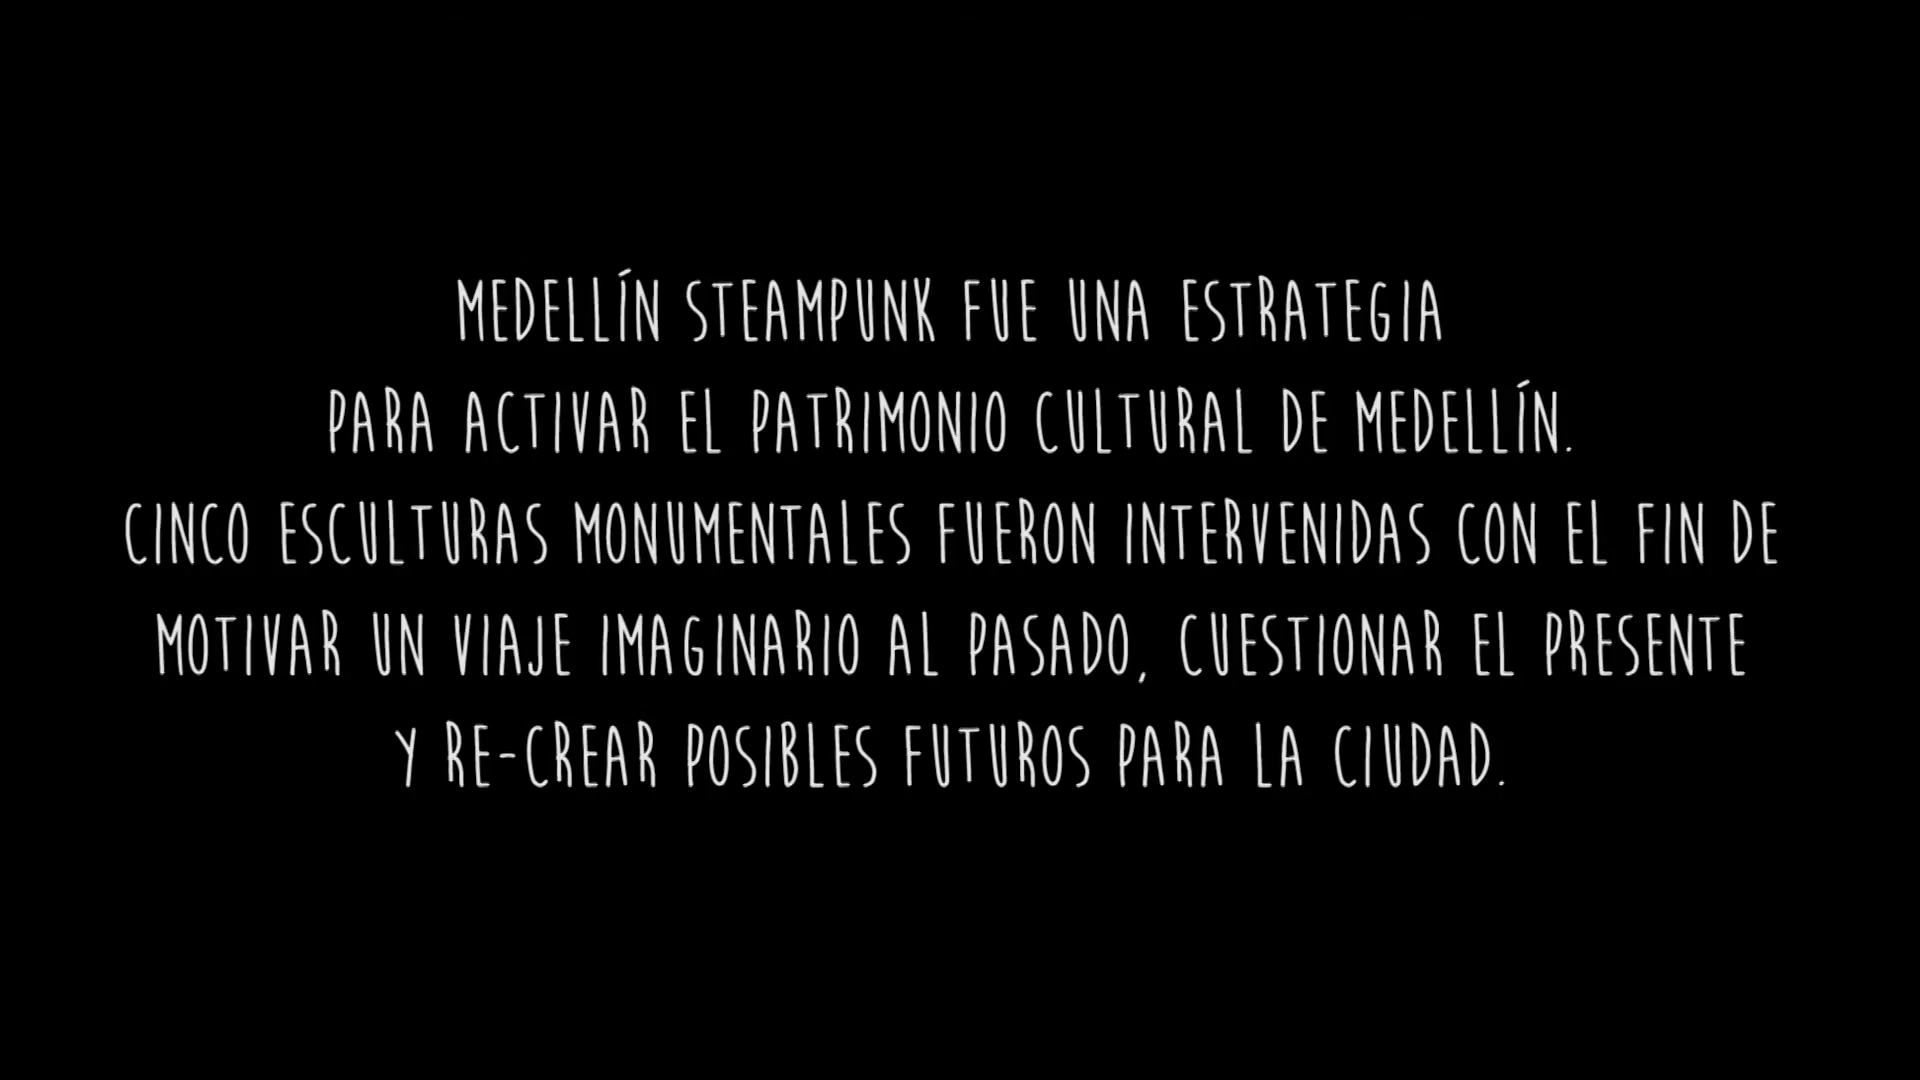 MEDELLÍN STEAMPUNK FUE UNA ESTRATEGIA
PARA ACTIVAR EL PATRIMONIO CULTURAL DE MEDELLÍN.
CINCO ESCULTURAS MONUMENTALES FUERON INTERVENIDAS CON EL FIN DE
MOTIVAR UN VIAJE IMAGINARIO AL PASADO, CUESTIONAR EL PRESENTE
Y RE-CREAR POSIBLES FUTUROS PARA LA CIUDAD.